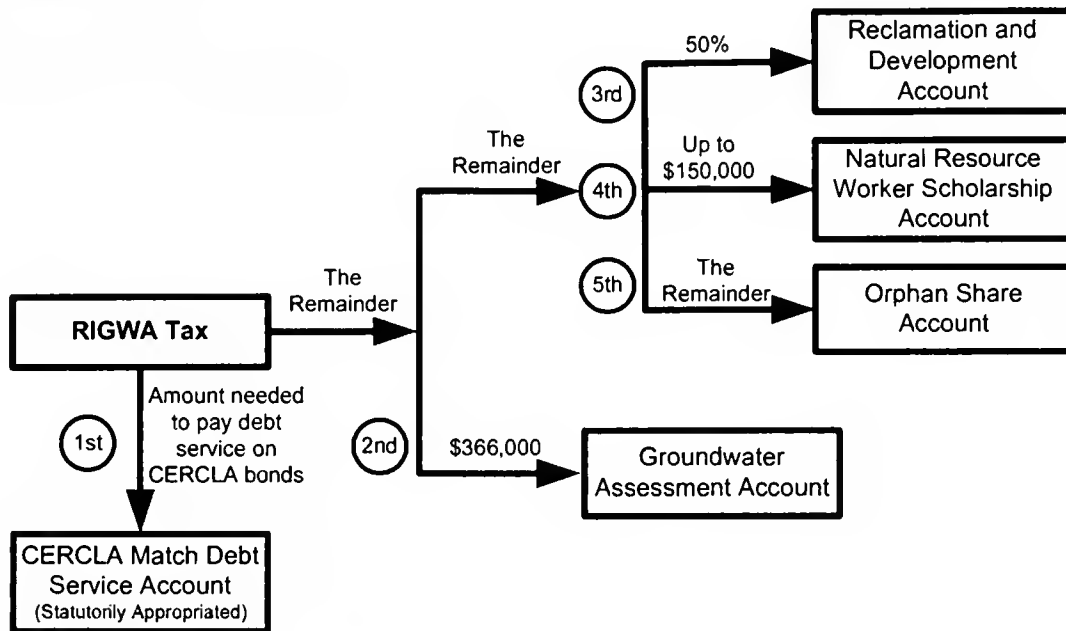 RIGWA Tax
1st
Amount needed
to pay debt
service on
CERCLA bonds
CERCLA Match Debt
Service Account
(Statutorily Appropriated)
The
Remainder
2nd
$366,000
Groundwater
Assessment Account
The
Remainder
3rd
50%
Reclamation and
Development
Account
4th
Up to
$150,000
Natural Resource
Worker Scholarship
Account
5th
The
Remainder
Orphan Share
Account